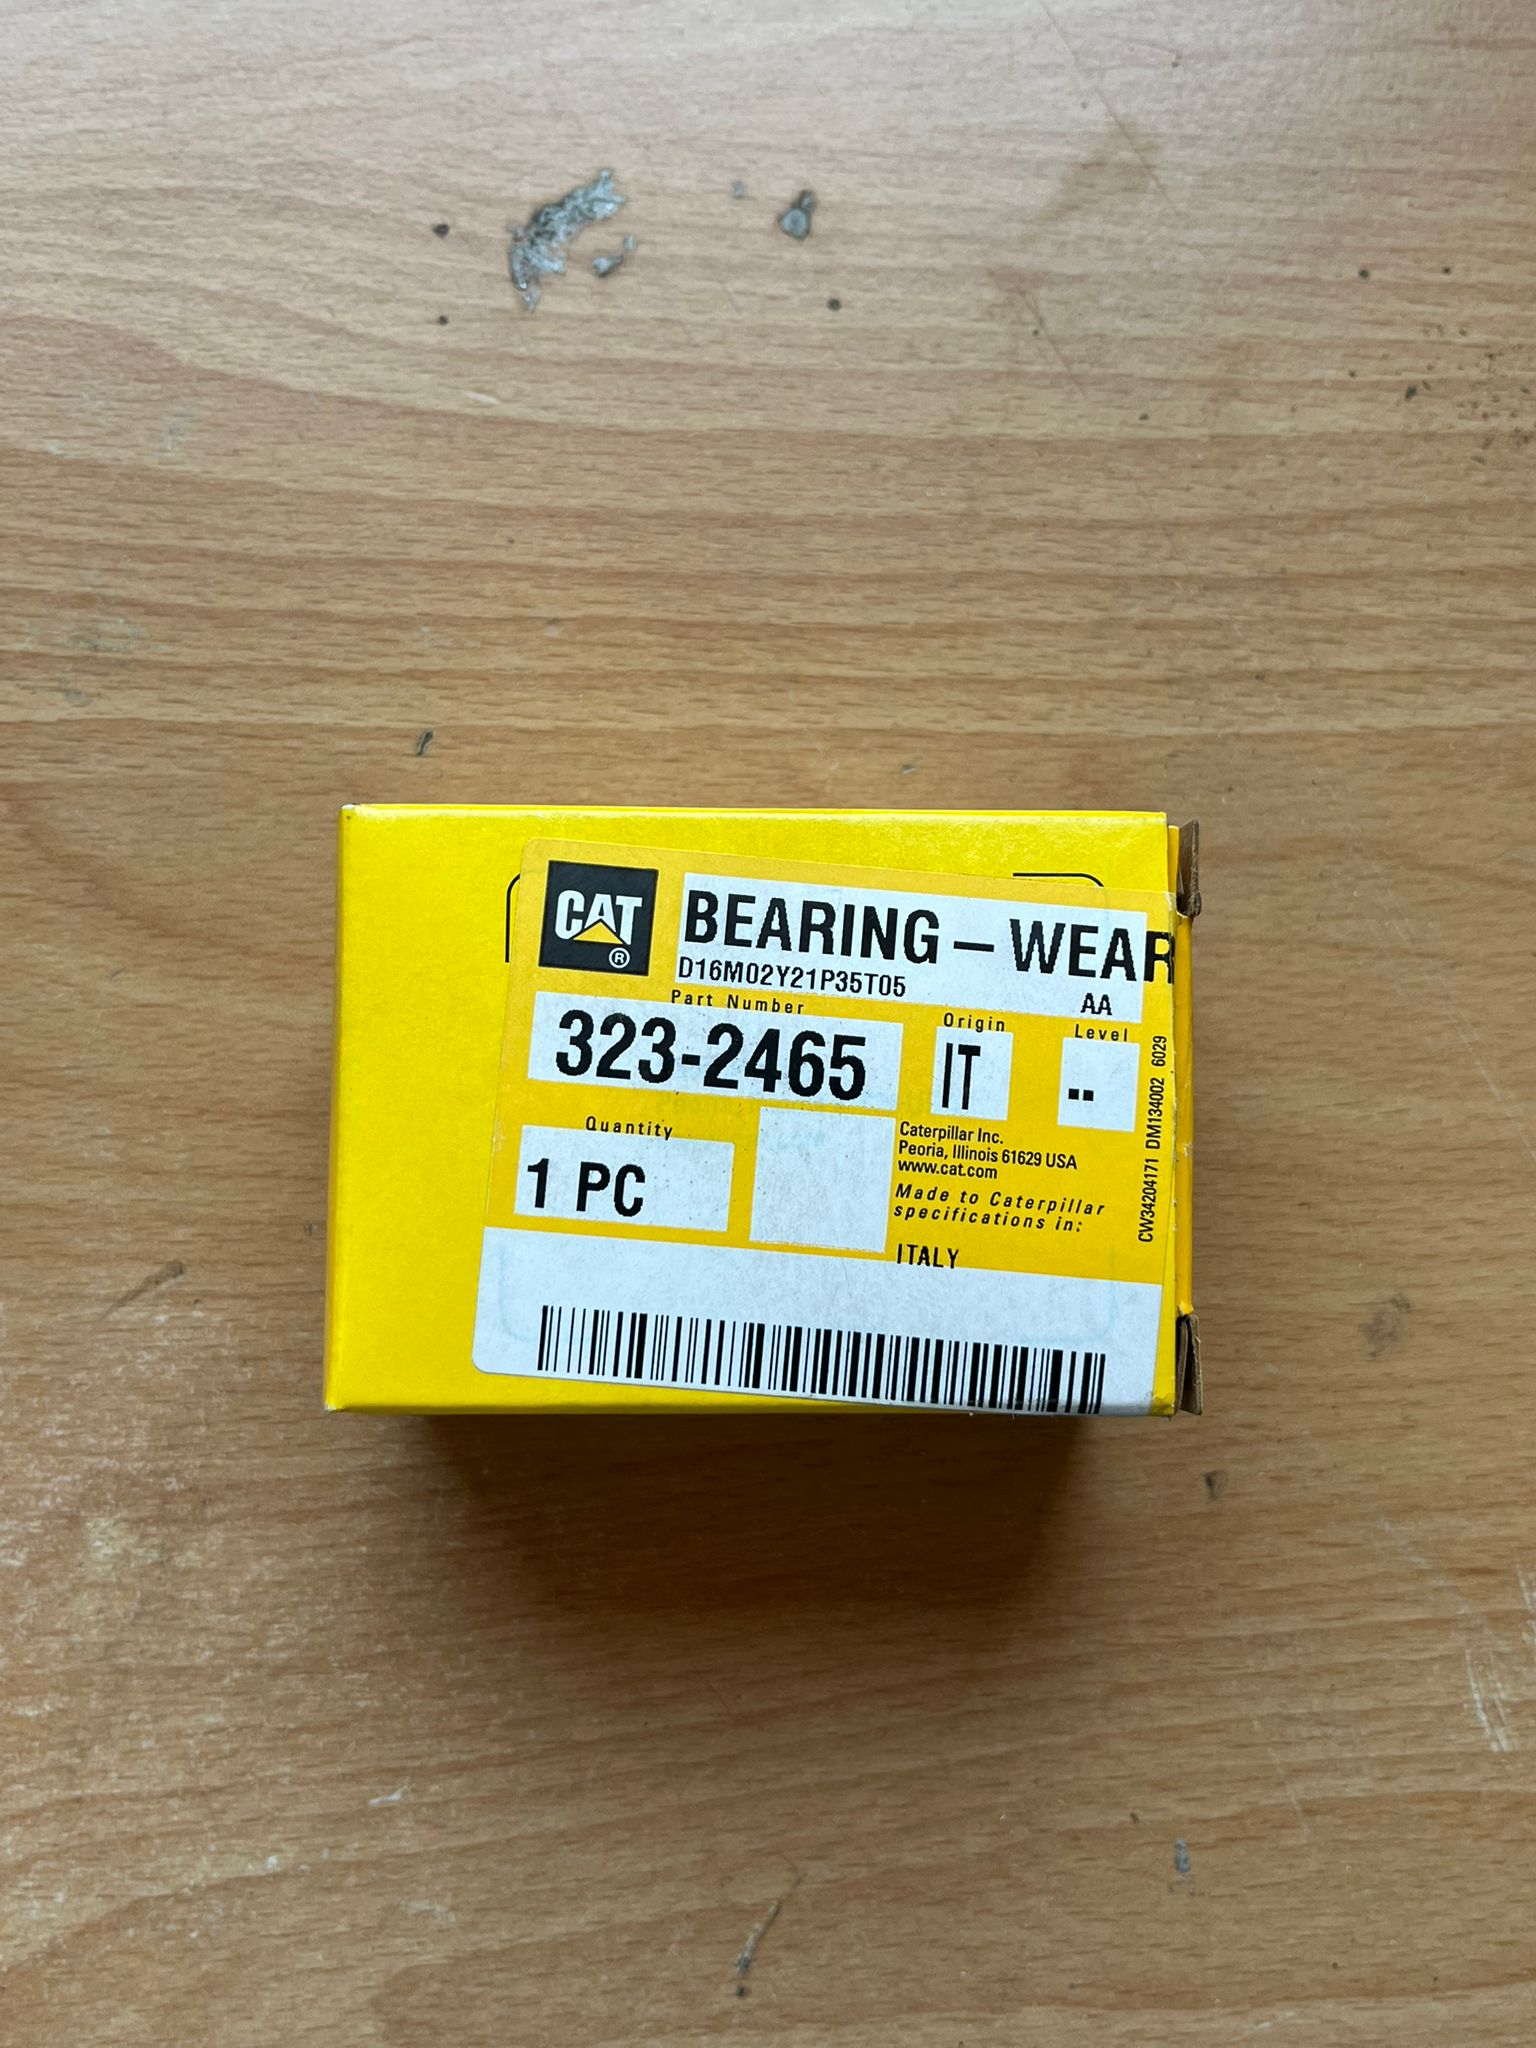 CAT
®
BEARING – WEAR
D16M02Y21P35T05
AA
Part Number
323-2465
Origin
IT
Level
..
Quantity
1 PC
Caterpillar Inc.
Peoria, Illinois 61629 USA
www.cat.com
Made to Caterpillar
specifications in:
ITALY
CW34204171 DM134002 6029